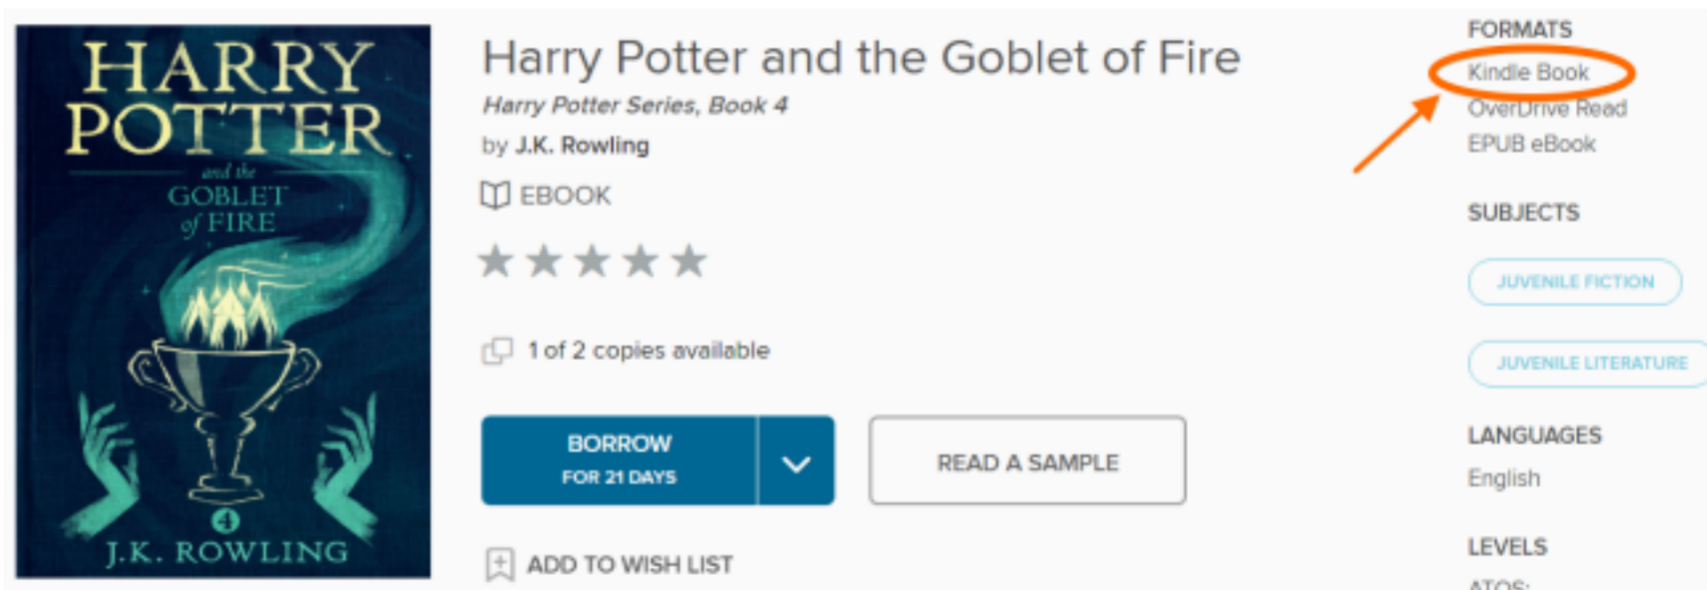 HARRY
POTTER
and the
GOBLET
of FIRE
4
J.K. ROWLING
Harry Potter and the Goblet of Fire
Harry Potter Series, Book 4
by J.K. Rowling
EBOOK
1 of 2 copies available
BORROW
FOR 21 DAYS
READ A SAMPLE
ADD TO WISH LIST
FORMATS
Kindle Book
OverDrive Read
EPUB eBook
SUBJECTS
JUVENILE FICTION
JUVENILE LITERATURE
LANGUAGES
English
LEVELS
ATOS: